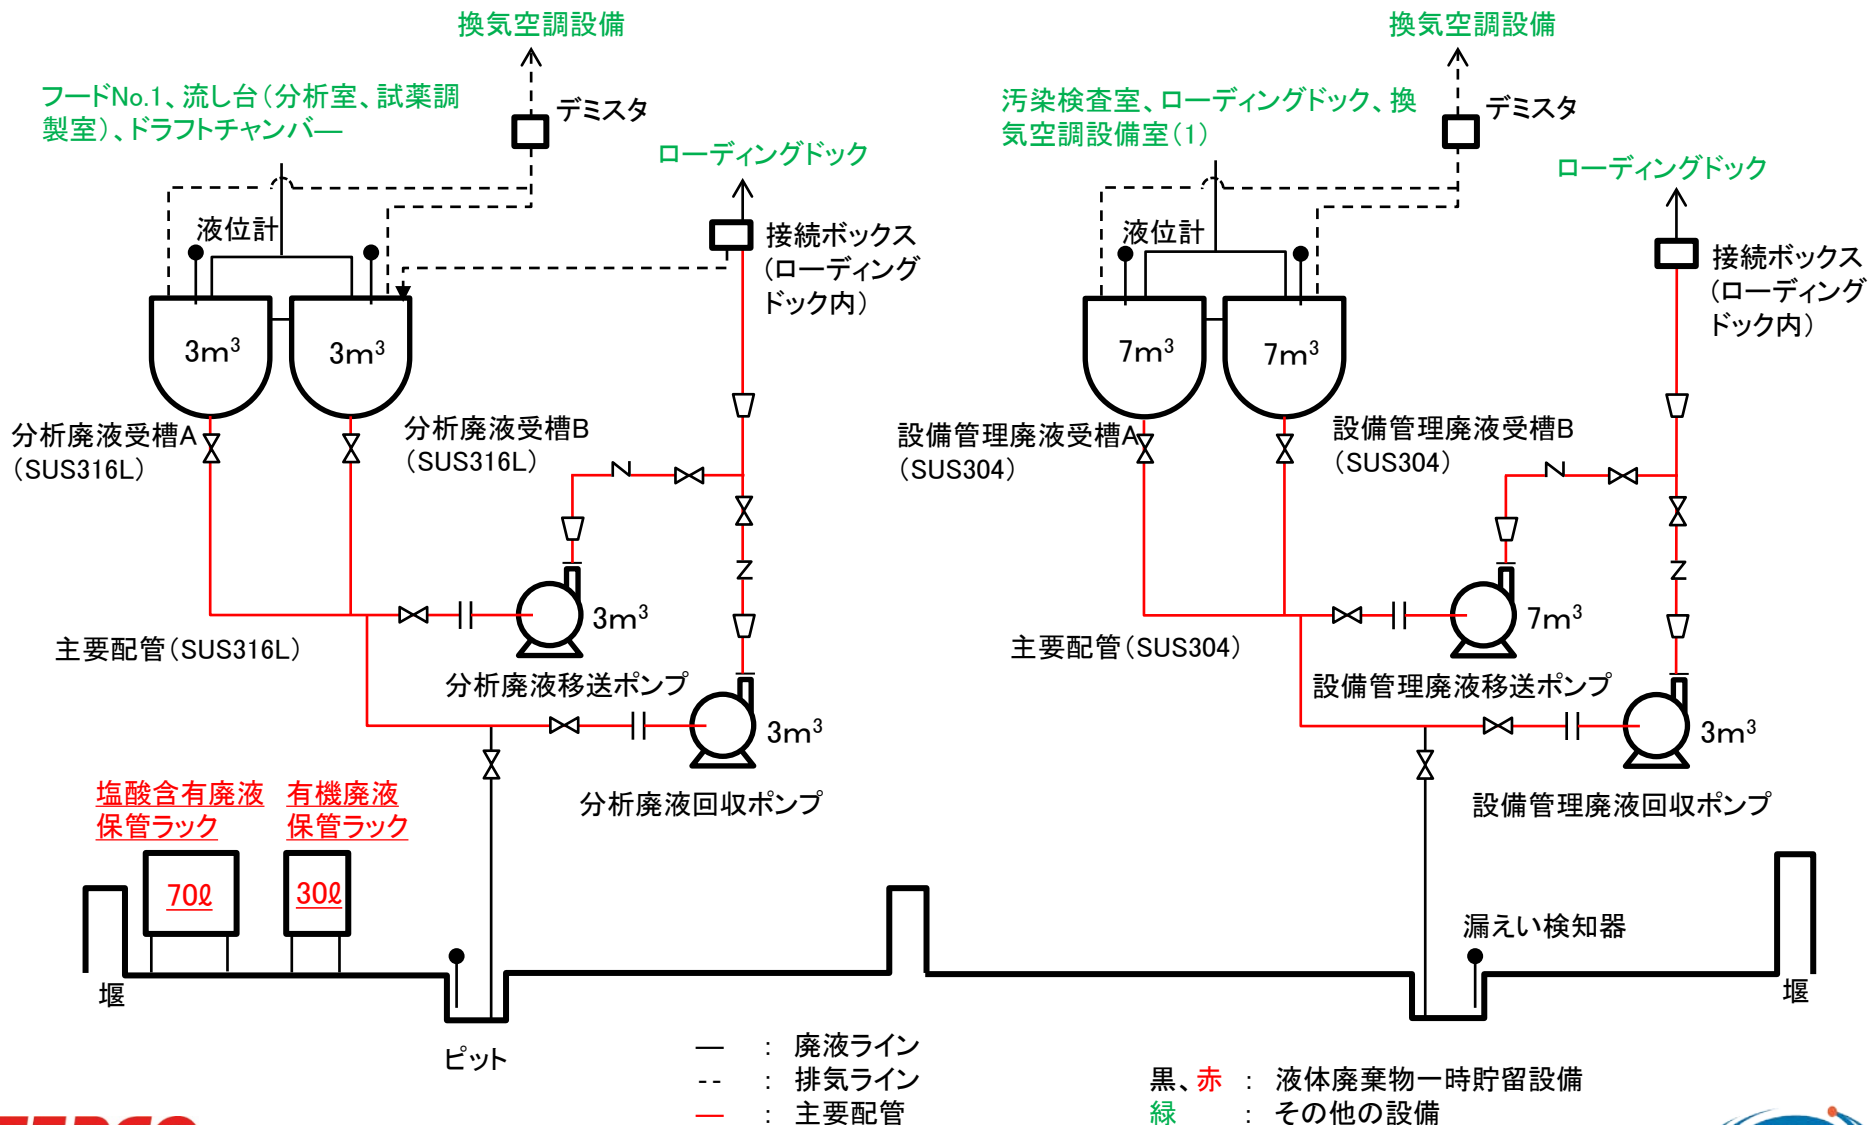 換気空調設備
フードNo.1、流し台（分析室、試薬調
製室）、ドラフトチャンバ―
デミスタ
ローディングドック
液位計
接続ボックス
（ローディング
ドック内）
3m³
3m³
分析廃液受槽A
（SUS316L）
分析廃液受槽B
（SUS316L）
3m³
主要配管（SUS316L）
分析廃液移送ポンプ
3m³
分析廃液回収ポンプ
塩酸含有廃液
保管ラック
有機廃液
保管ラック
70ℓ
30ℓ
堰
ピット
換気空調設備
汚染検査室、ローディングドック、換
気空調設備室（1）
デミスタ
ローディングドック
液位計
接続ボックス
（ローディング
ドック内）
7m³
7m³
設備管理廃液受槽A
（SUS304）
設備管理廃液受槽B
（SUS304）
7m³
主要配管（SUS304）
設備管理廃液移送ポンプ
3m³
設備管理廃液回収ポンプ
漏えい検知器
堰
― ： 廃液ライン
-- ： 排気ライン
― ： 主要配管
黒、赤 ： 液体廃棄物一時貯留設備
緑 ： その他の設備